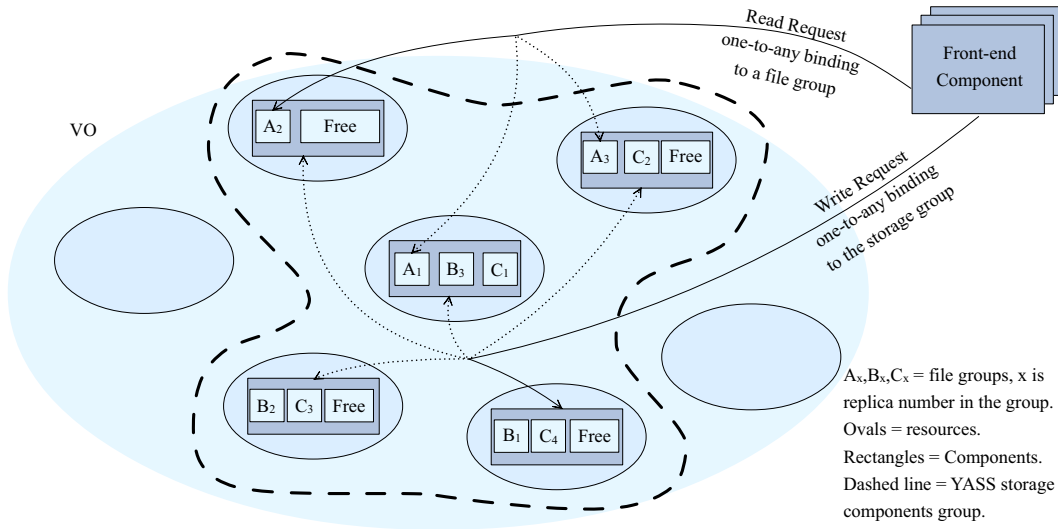 Read Request
one-to-any binding
to a file group
Front-end
Component
VO
A₂ Free
A₃ C₂ Free
Write Request
one-to-any binding
to the storage group
A₁ B₃ C₁
B₂ C₃ Free
B₁ C₄ Free
Aₓ,Bₓ,Cₓ = file groups, x is
replica number in the group.
Ovals = resources.
Rectangles = Components.
Dashed line = YASS storage
components group.